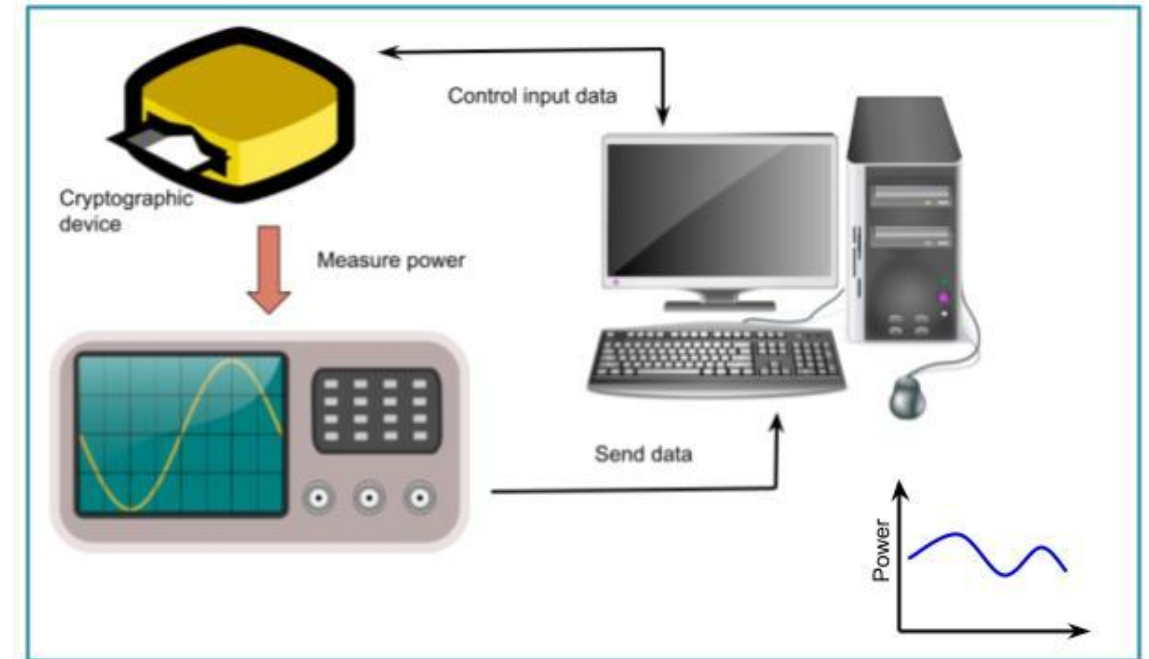 Control input data
Cryptographic
device
Measure power
Send data
Power